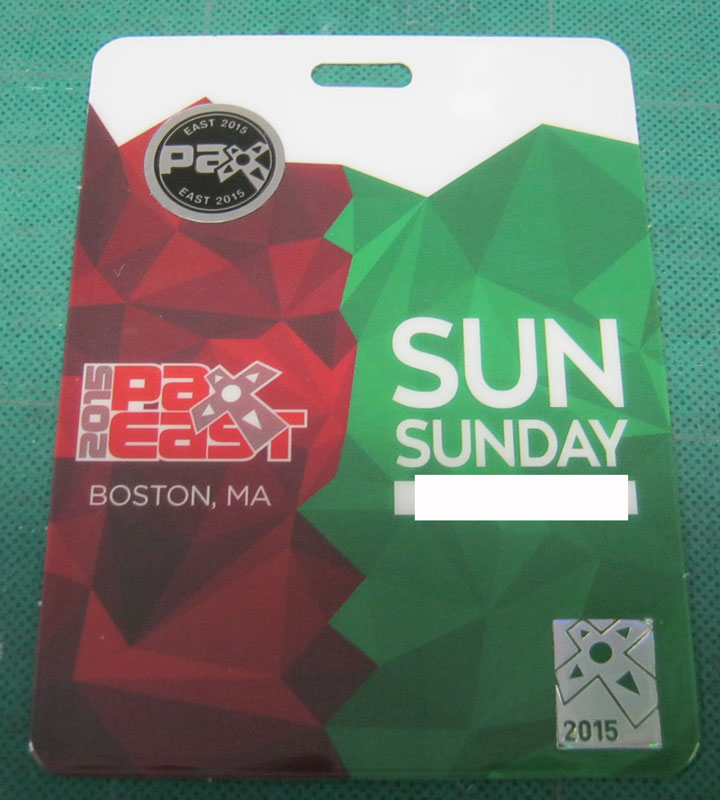 EAST 2015
pax
EAST 2015
SUN
SUNDAY
2015
pax
east
BOSTON, MA
2015